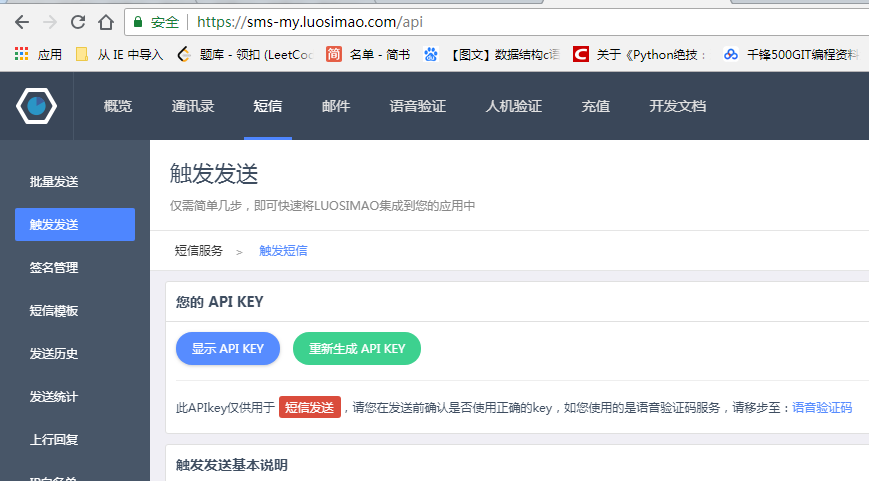 安全 https://sms-my.luosimao.com/api
应用 从 IE 中导入 题库 - 领扣 (LeetCoo 简 名单 - 简书 【图文】数据结构c语 C 关于《Python绝技： 千锋500GIT编程资料
概览 通讯录 短信 邮件 语音验证 人机验证 充值 开发文档
批量发送
触发发送
签名管理
短信模板
发送历史
发送统计
上行回复
IP白名单
触发发送
仅需简单几步，即可快速将LUOSIMAO集成到您的应用中
短信服务 > 触发短信
您的 API KEY
显示 API KEY 重新生成 API KEY
此APIkey仅供用于 短信发送 ，请您在发送前确认是否使用正确的key，如您使用的是语音验证码服务，请移步至：语音验证码
触发发送基本说明